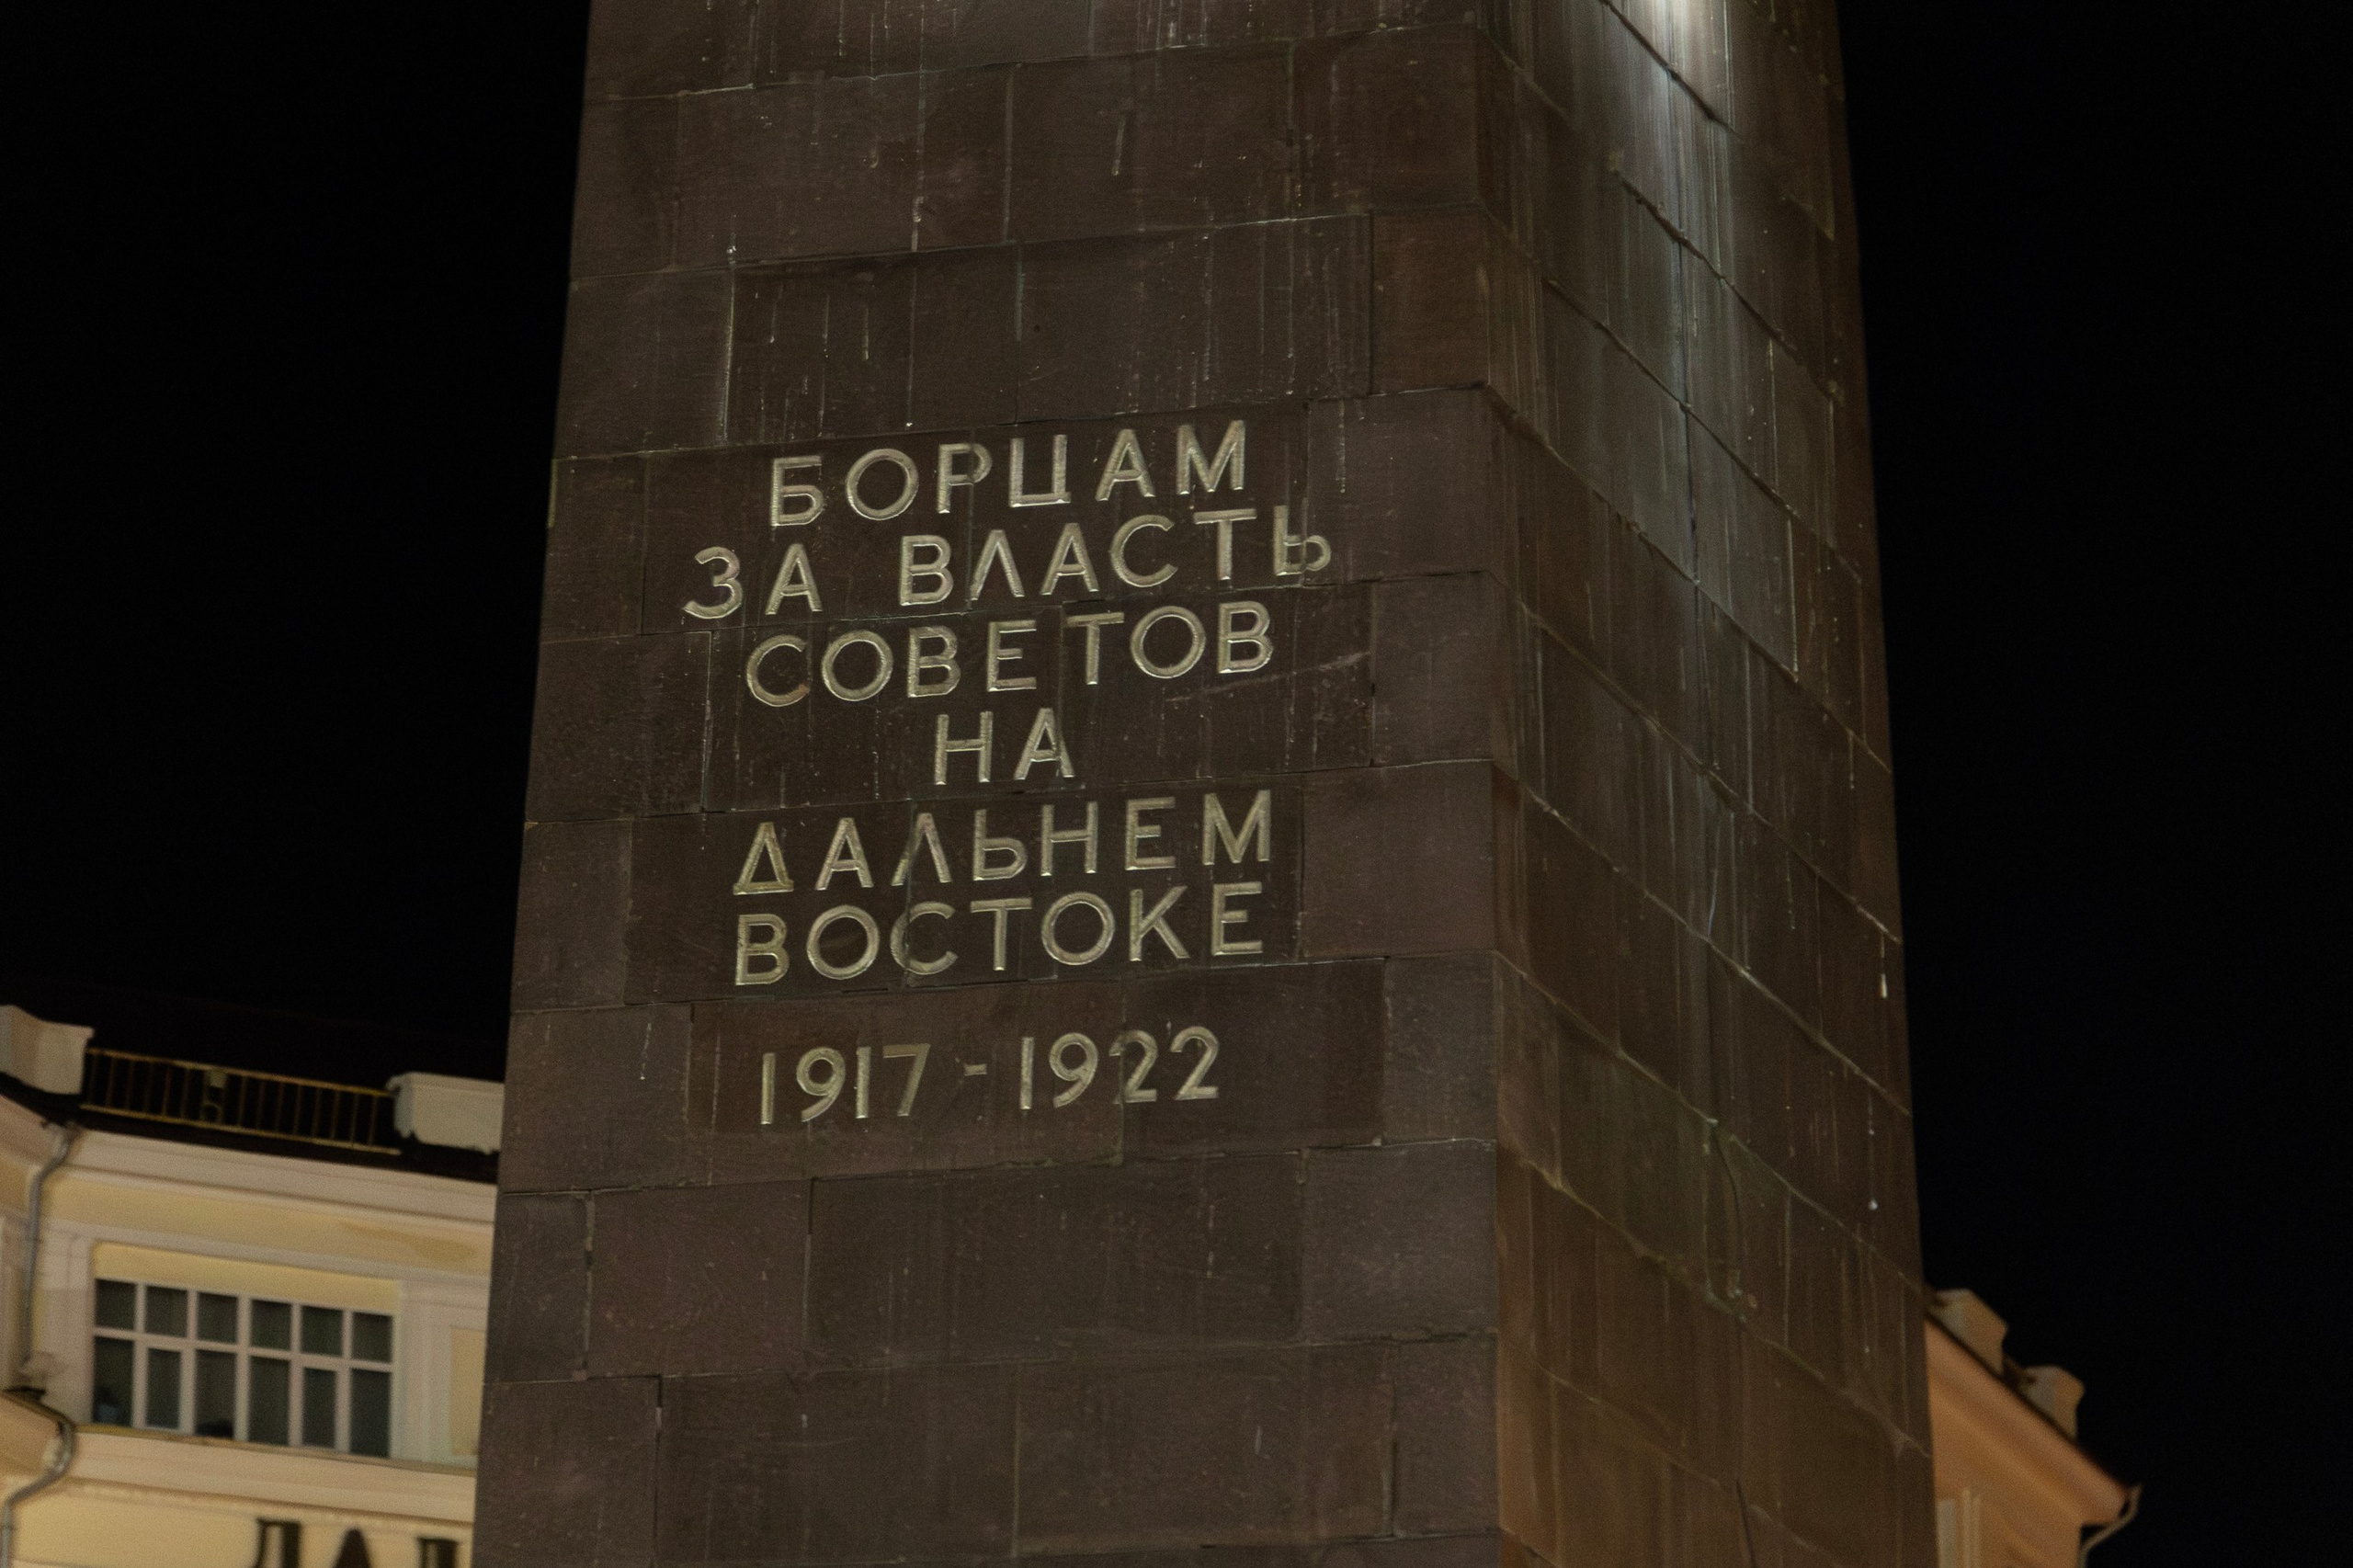 БОРЦАМ
ЗА ВЛАСТЬ
СОВЕТОВ
НА
ДАЛЬНЕМ
ВОСТОКЕ
1917-1922